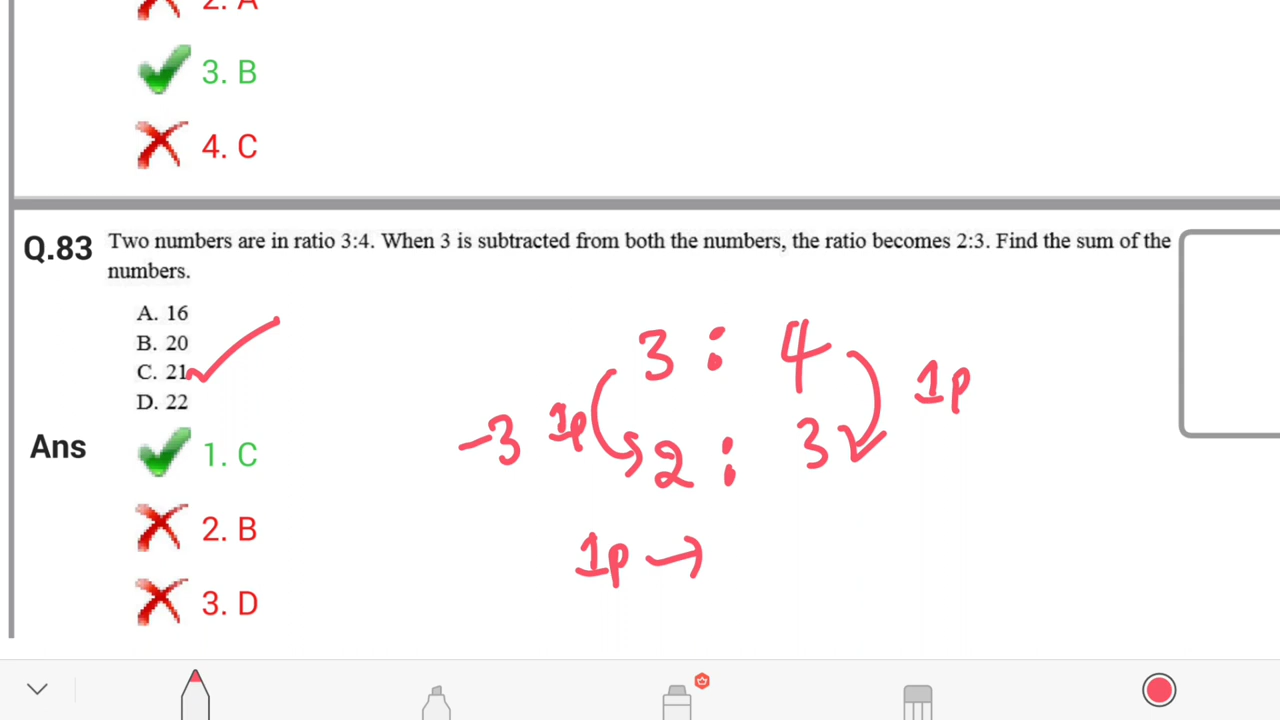 2. A
3. B
4. C
Q.83 Two numbers are in ratio 3:4. When 3 is subtracted from both the numbers, the ratio becomes 2:3. Find the sum of the
numbers.
A. 16
B. 20
C. 21
D. 22
3 : 4
-3 1p 1p
2 : 3
1p →
Ans 1. C
2. B
3. D